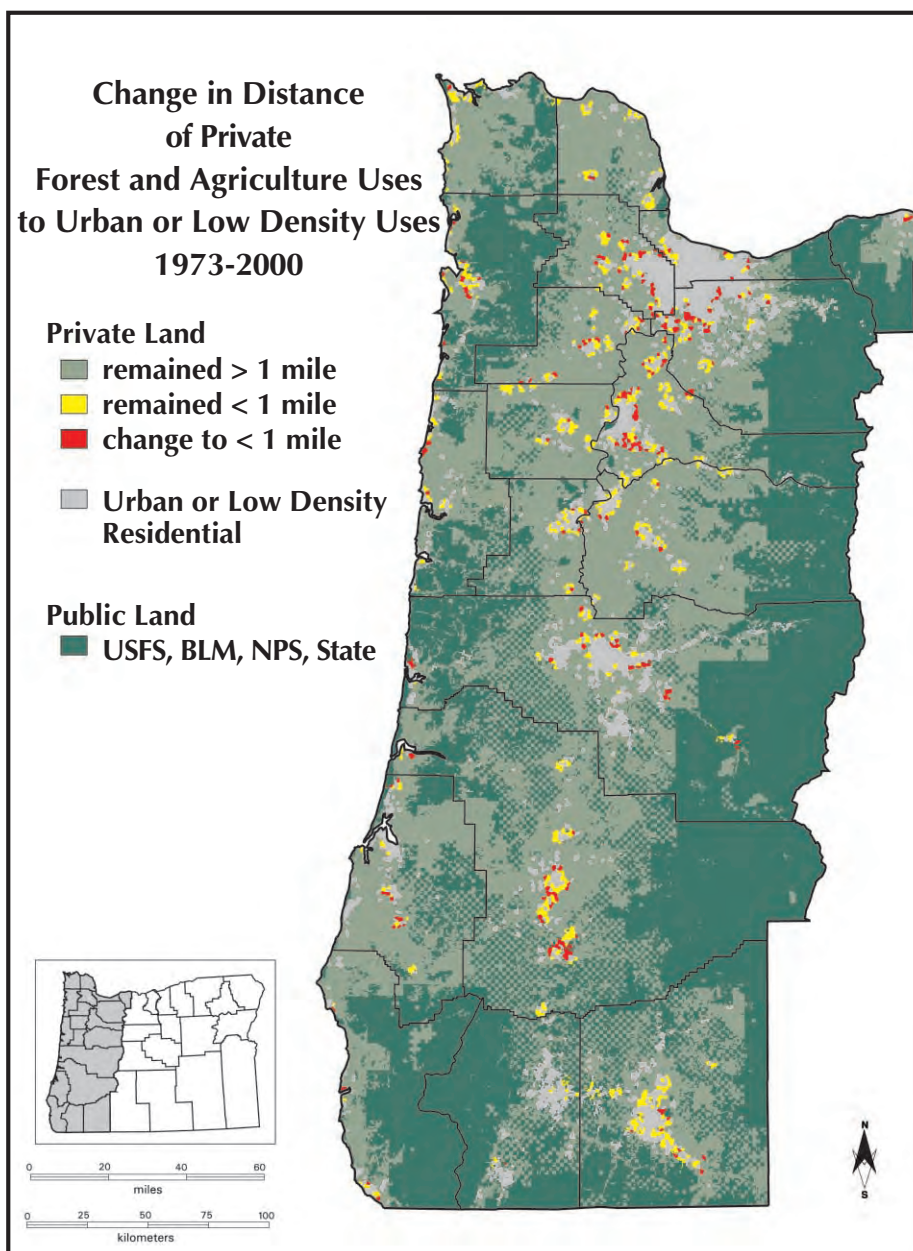 Change in Distance
of Private
Forest and Agriculture Uses
to Urban or Low Density Uses
1973-2000
Private Land
remained > 1 mile
remained < 1 mile
change to < 1 mile
Urban or Low Density
Residential
Public Land
USFS, BLM, NPS, State
0 20 40 60
miles
0 25 50 75 100
kilometers
N
S